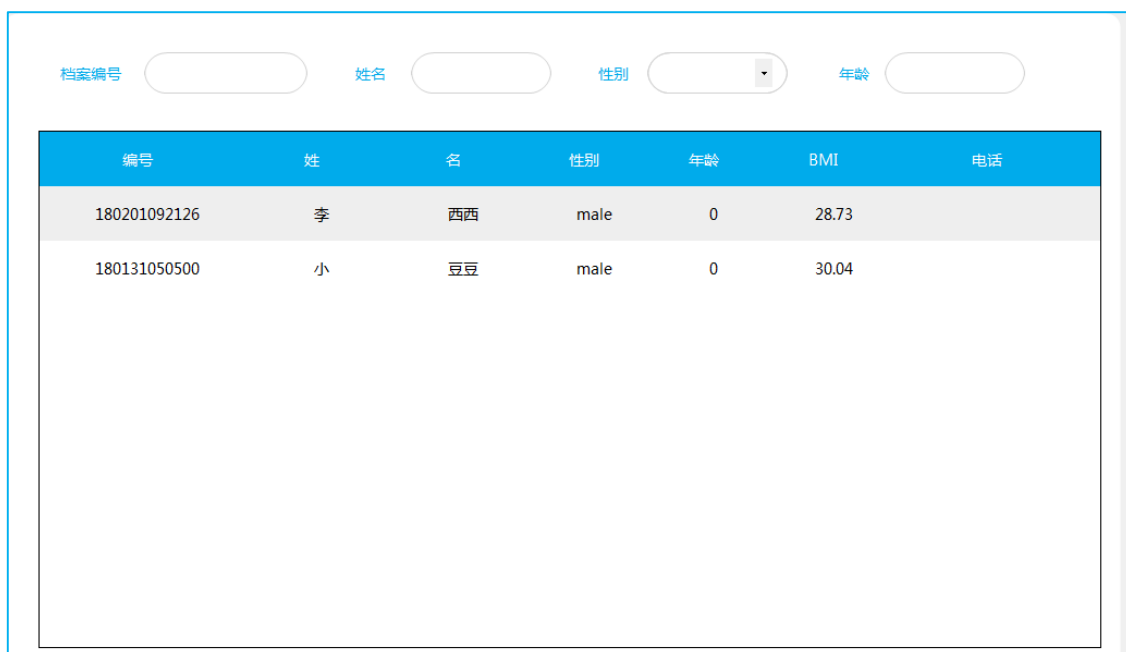 档案编号 姓名 性别 年龄
编号 姓 名 性别 年龄 BMI 电话
180201092126 李 西西 male 0 28.73
180131050500 小 豆豆 male 0 30.04